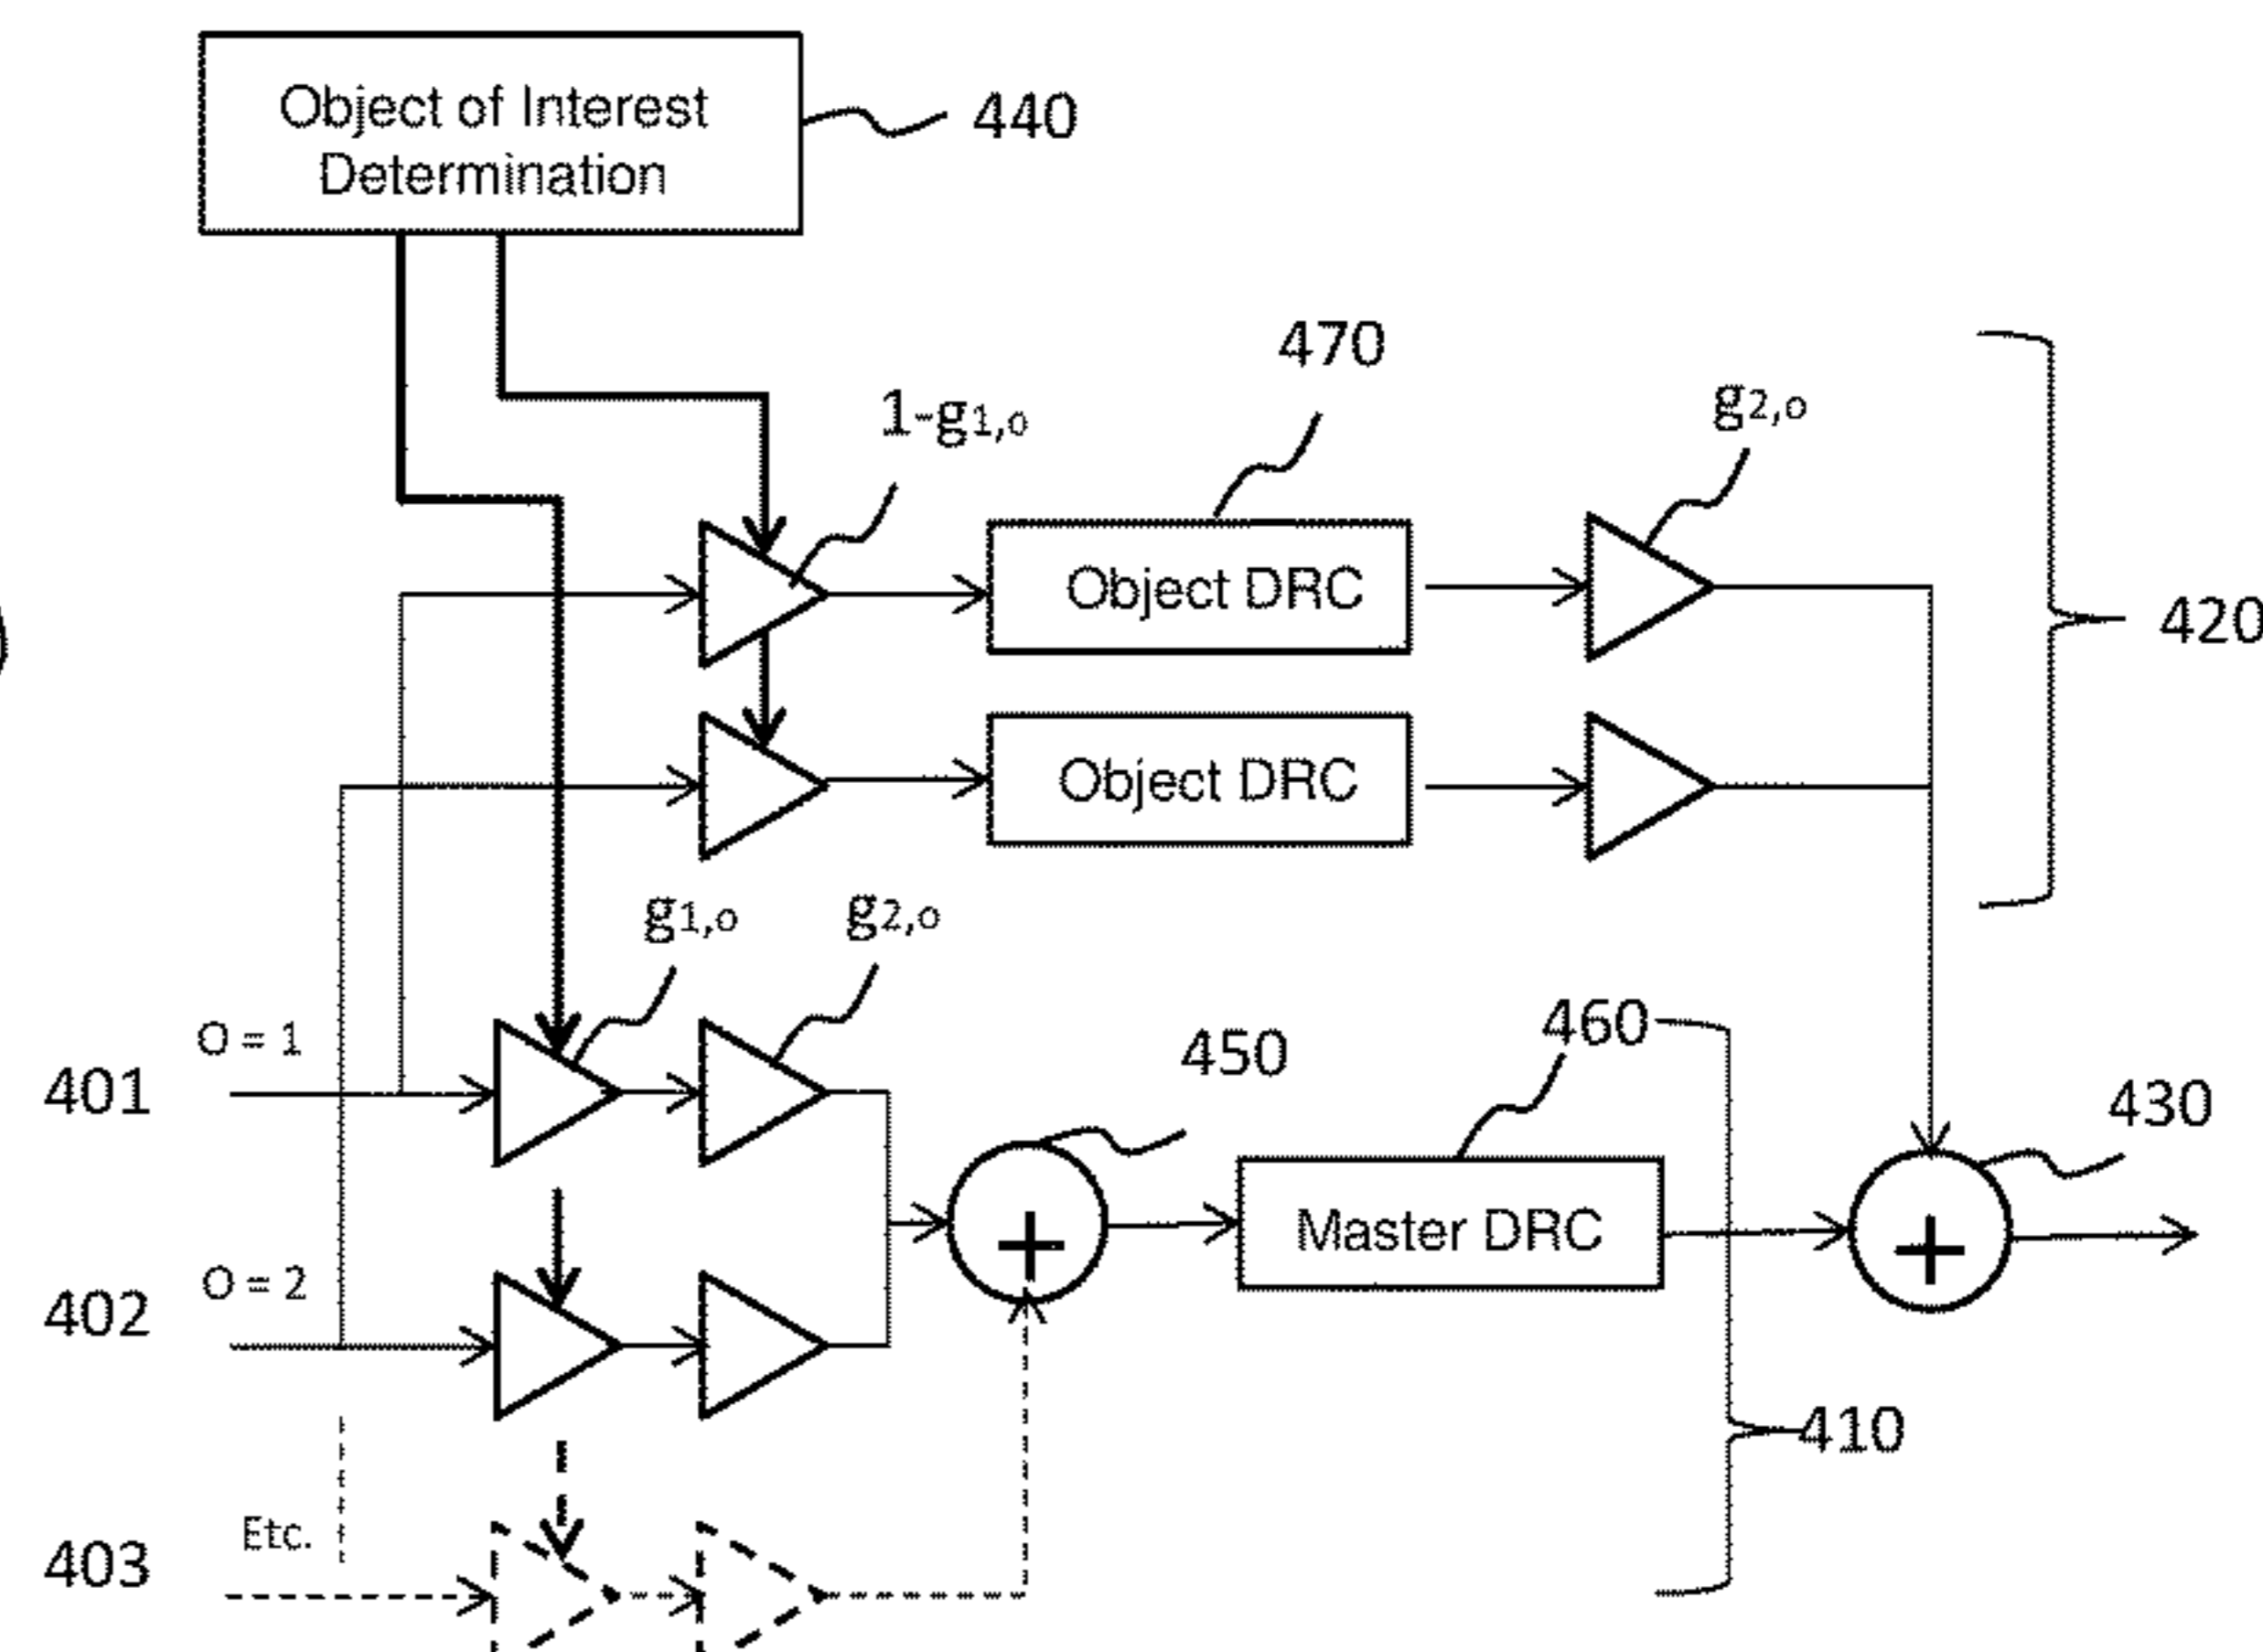 Object of Interest
Determination
440
470
1-g1,o
g2,o
Object DRC
420
Object DRC
g1,o
g2,o
O = 1
401
450
460
430
Master DRC
O = 2
402
410
Etc.
403